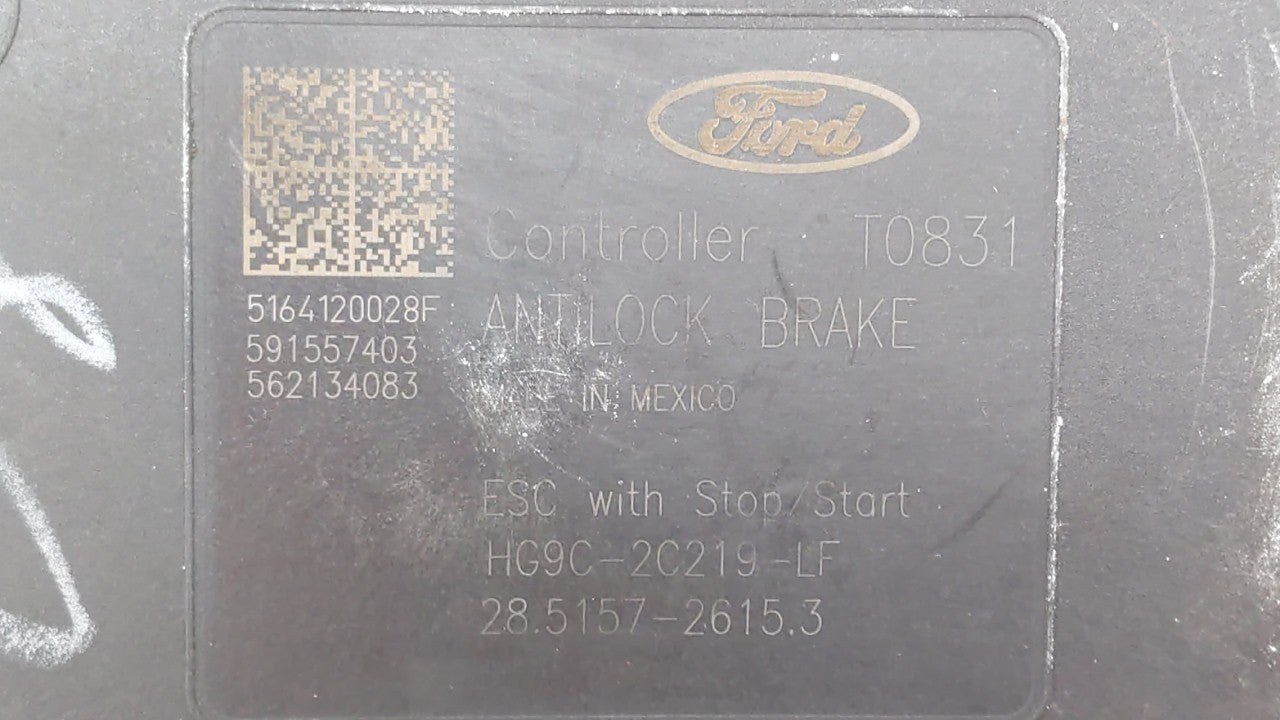 Ford
Controller T0831
5164120028F
591557403
562134083
ANTILOCK BRAKE
MADE IN MEXICO
ESC with Stop/Start
HG9C-2C219-LF
28.5157-2615.3